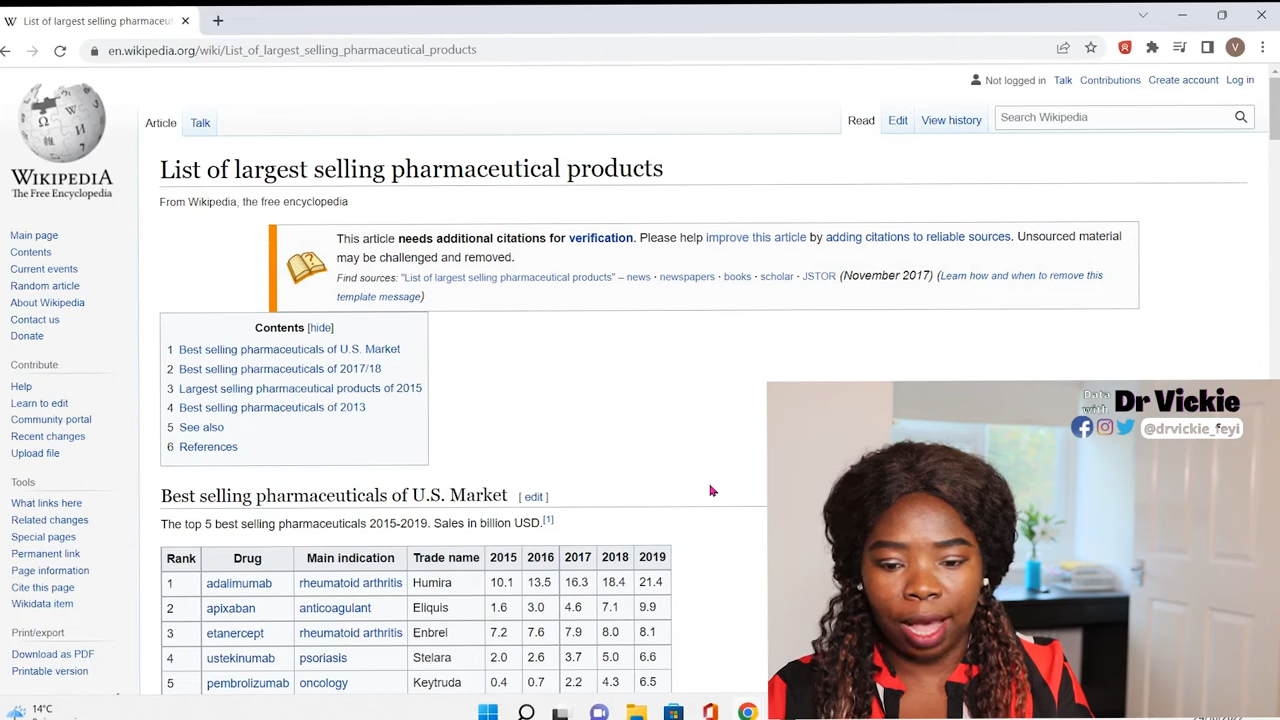 List of largest selling pharmaceut
en.wikipedia.org/wiki/List_of_largest_selling_pharmaceutical_products
V
Not logged in Talk Contributions Create account Log in
Article Talk Read Edit View history Search Wikipedia
WIKIPEDIA
The Free Encyclopedia
List of largest selling pharmaceutical products
From Wikipedia, the free encyclopedia
This article needs additional citations for verification. Please help improve this article by adding citations to reliable sources. Unsourced material
may be challenged and removed.
Find sources: "List of largest selling pharmaceutical products" – news · newspapers · books · scholar · JSTOR (November 2017) (Learn how and when to remove this
template message)
Main page
Contents
Current events
Random article
About Wikipedia
Contact us
Donate
Contribute
Help
Learn to edit
Community portal
Recent changes
Upload file
Tools
What links here
Related changes
Special pages
Permanent link
Page information
Cite this page
Wikidata item
Print/export
Download as PDF
Printable version
Contents [hide]
1 Best selling pharmaceuticals of U.S. Market
2 Best selling pharmaceuticals of 2017/18
3 Largest selling pharmaceutical products of 2015
4 Best selling pharmaceuticals of 2013
5 See also
6 References
Best selling pharmaceuticals of U.S. Market [ edit ]
The top 5 best selling pharmaceuticals 2015-2019. Sales in billion USD.[1]
Rank Drug Main indication Trade name 2015 2016 2017 2018 2019
1 adalimumab rheumatoid arthritis Humira 10.1 13.5 16.3 18.4 21.4
2 apixaban anticoagulant Eliquis 1.6 3.0 4.6 7.1 9.9
3 etanercept rheumatoid arthritis Enbrel 7.2 7.6 7.9 8.0 8.1
4 ustekinumab psoriasis Stelara 2.0 2.6 3.7 5.0 6.6
5 pembrolizumab oncology Keytruda 0.4 0.7 2.2 4.3 6.5
Data with Dr Vickie
@drvickie_feyi
14°C